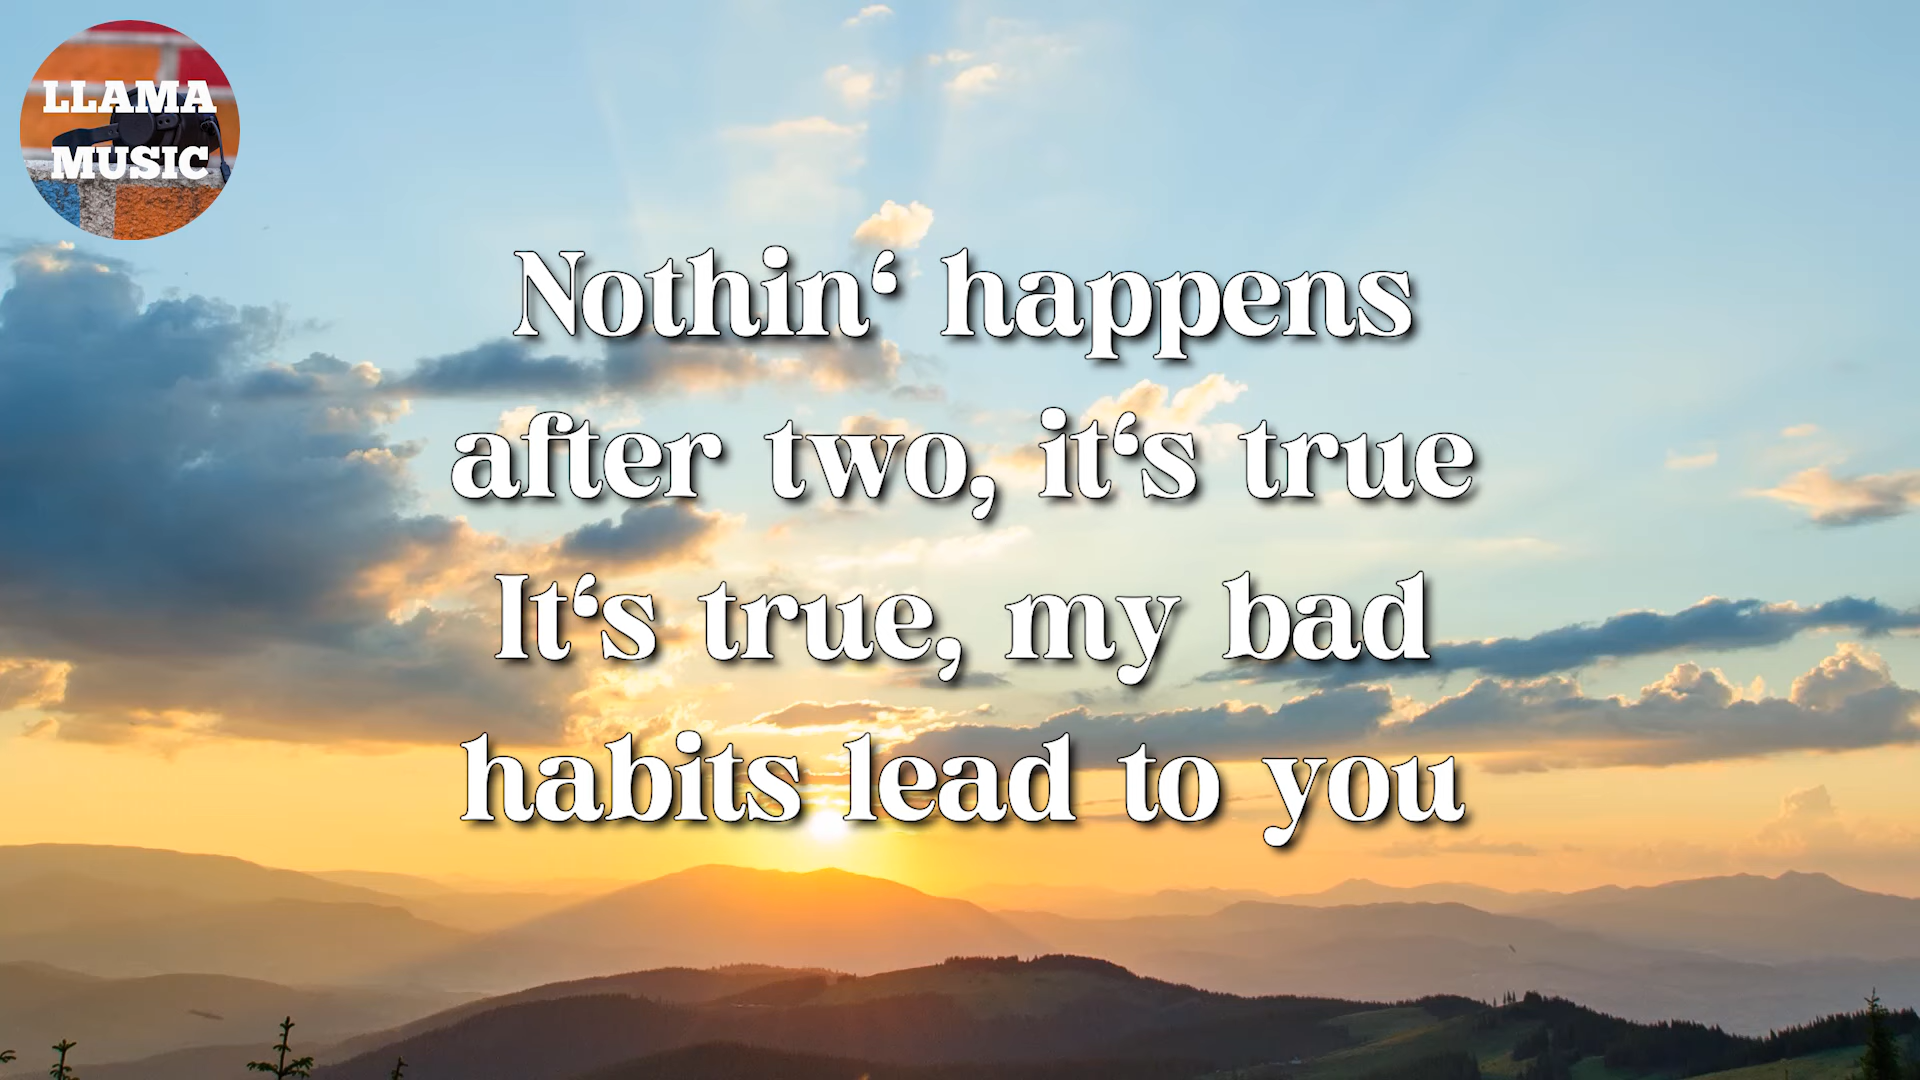 LLAMA
MUSIC
Nothin‘ happens
after two, it‘s true
It‘s true, my bad
habits lead to you